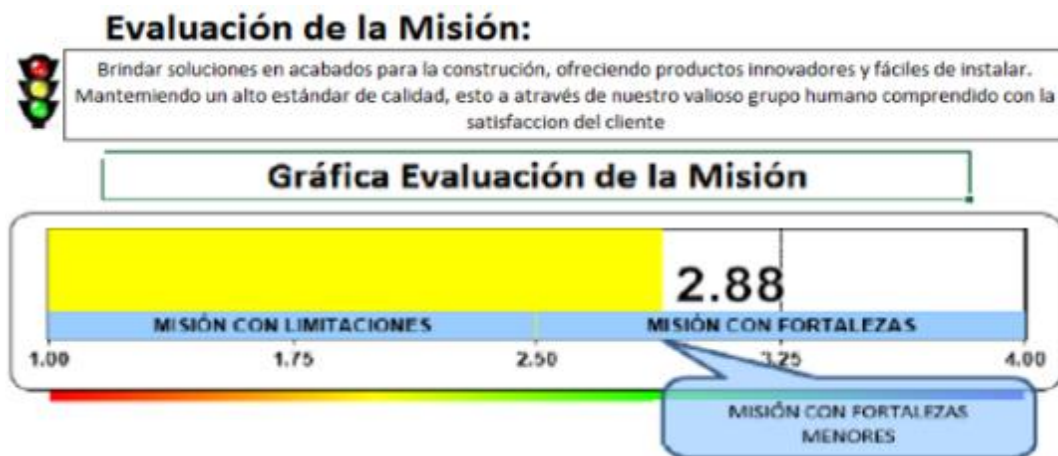 Evaluación de la Misión:
Brindar soluciones en acabados para la construción, ofreciendo productos innovadores y fáciles de instalar.
Mantemiendo un alto estándar de calidad, esto a através de nuestro valioso grupo humano comprendido con la
satisfaccion del cliente
Gráfica Evaluación de la Misión
2.88
MISIÓN CON LIMITACIONES MISIÓN CON FORTALEZAS
1.00 1.75 2.50 3.25 4.00
MISIÓN CON FORTALEZAS
MENORES